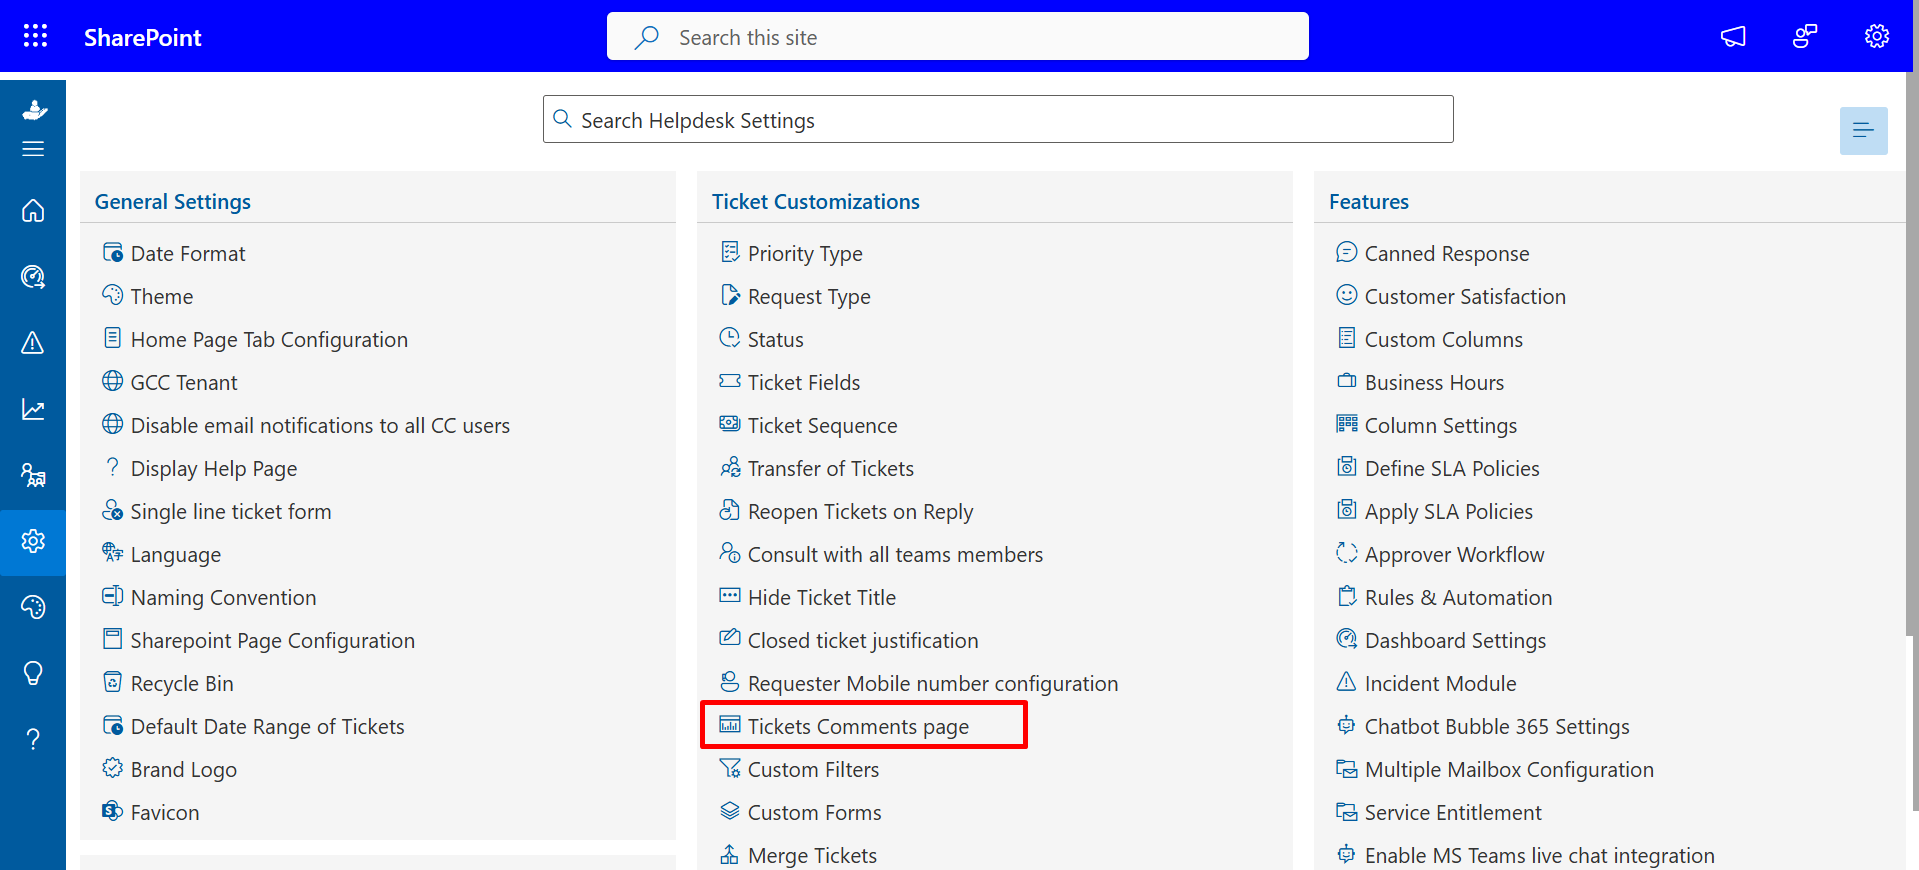 SharePoint
Search this site
Search Helpdesk Settings
General Settings
Date Format
Theme
Home Page Tab Configuration
GCC Tenant
Disable email notifications to all CC users
Display Help Page
Single line ticket form
Language
Naming Convention
Sharepoint Page Configuration
Recycle Bin
Default Date Range of Tickets
Brand Logo
Favicon
Ticket Customizations
Priority Type
Request Type
Status
Ticket Fields
Ticket Sequence
Transfer of Tickets
Reopen Tickets on Reply
Consult with all teams members
Hide Ticket Title
Closed ticket justification
Requester Mobile number configuration
Tickets Comments page
Custom Filters
Custom Forms
Merge Tickets
Features
Canned Response
Customer Satisfaction
Custom Columns
Business Hours
Column Settings
Define SLA Policies
Apply SLA Policies
Approver Workflow
Rules & Automation
Dashboard Settings
Incident Module
Chatbot Bubble 365 Settings
Multiple Mailbox Configuration
Service Entitlement
Enable MS Teams live chat integration